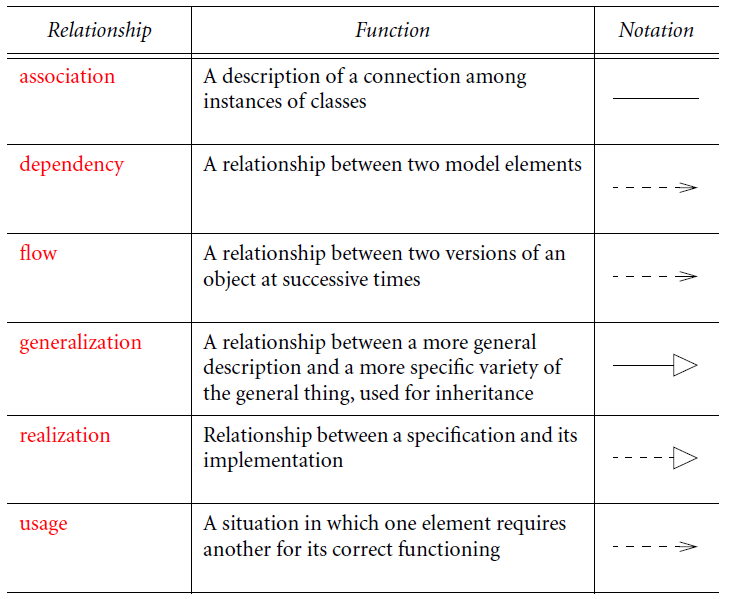 Relationship Function Notation
association A description of a connection among
instances of classes
dependency A relationship between two model elements
flow A relationship between two versions of an
object at successive times
generalization A relationship between a more general
description and a more specific variety of
the general thing, used for inheritance
realization Relationship between a specification and its
implementation
usage A situation in which one element requires
another for its correct functioning